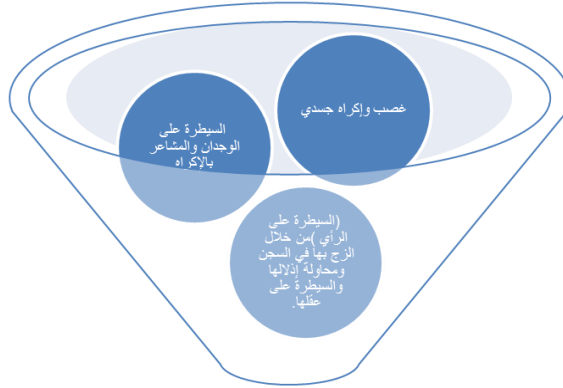 غصب وإكراه جسدي
السيطرة على
الوجدان والمشاعر
بالإكراه
(السيطرة على
الرأي )من خلال
الزج بها في السجن
ومحاولة إذلالها
والسيطرة على
عقلها.